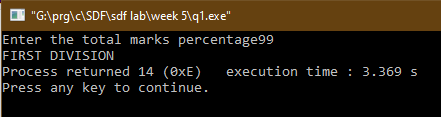 "G:\prg\c\SDF\sdf lab\week 5\q1.exe"
Enter the total marks percentage99
FIRST DIVISION
Process returned 14 (0xE)   execution time : 3.369 s
Press any key to continue.